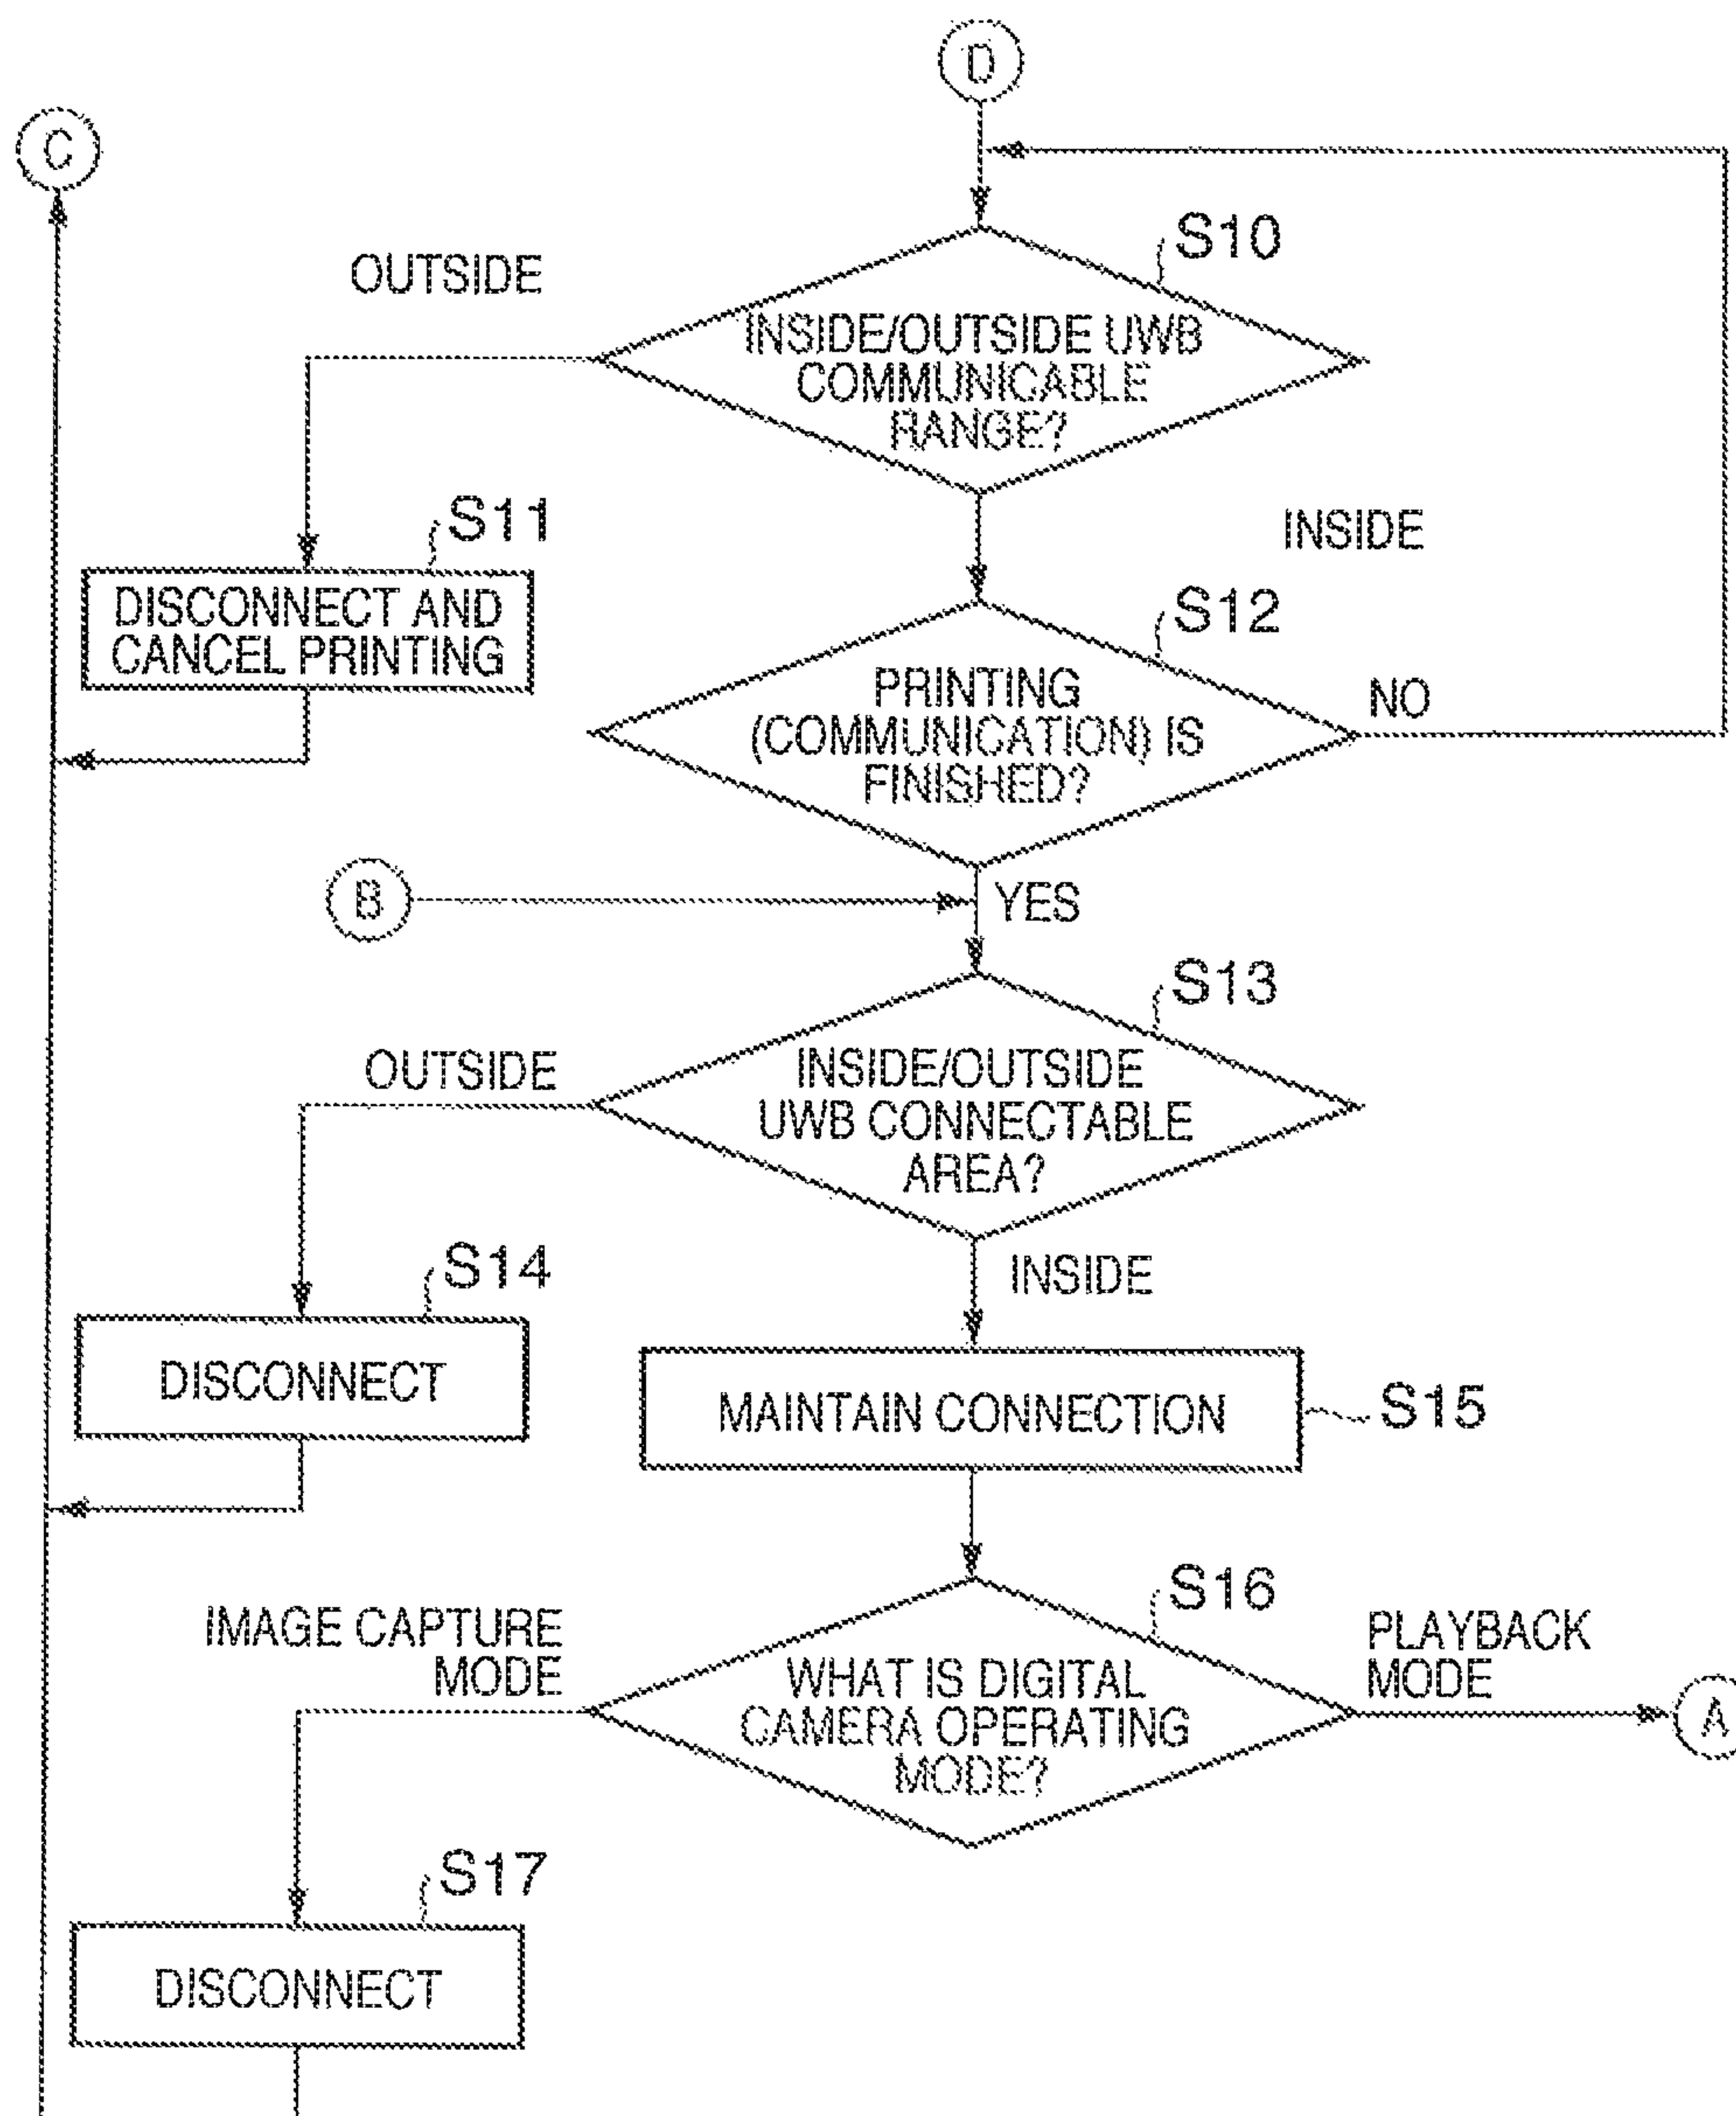 D
C
S10
OUTSIDE
INSIDE/OUTSIDE UWB
COMMUNICABLE
RANGE?
INSIDE
S11
DISCONNECT AND
CANCEL PRINTING
S12
PRINTING
(COMMUNICATION) IS
FINISHED?
NO
B
YES
S13
OUTSIDE
INSIDE/OUTSIDE
UWB CONNECTABLE
AREA?
INSIDE
S14
DISCONNECT
MAINTAIN CONNECTION
S15
S16
IMAGE CAPTURE
MODE
WHAT IS DIGITAL
CAMERA OPERATING
MODE?
PLAYBACK
MODE
A
S17
DISCONNECT